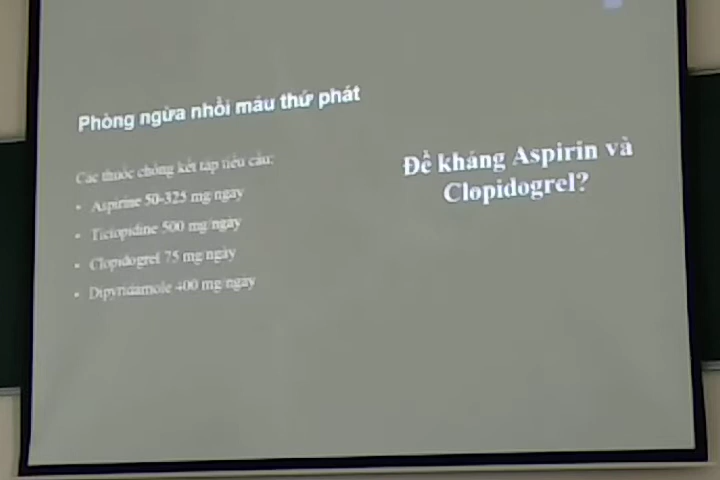 Phòng ngừa nhồi máu thứ phát
Các thuốc chống kết tập tiểu cầu:
• Aspirine 50-325 mg/ngày
• Ticlopidine 500 mg/ngày
• Clopidogrel 75 mg/ngày
• Dipyridamole 400 mg/ngày
Đề kháng Aspirin và
Clopidogrel?